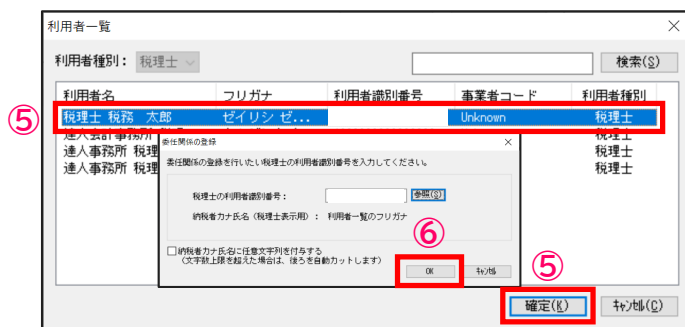 利用者一覧
利用者種別： 税理士 検索(S)
利用者名 フリガナ 利用者識別番号 事業者コード 利用者種別
⑤ 税理士 税務 太郎 ゼイリシ ゼ... Unknown 税理士
達人会計事務所 税理士
達人事務所 税理 税理士
達人事務所 税理 税理士
委任関係の登録
委任関係の登録を行いたい税理士の利用者識別番号を入力してください。
税理士の利用者識別番号： 参照(S)
納税者カナ氏名（税理士表示用）： 利用者一覧のフリガナ
納税者カナ氏名に任意文字列を付与する
（文字数上限を超えた場合は、後ろを自動カットします）
⑥
OK キャンセル
⑤
確定(K) キャンセル(C)